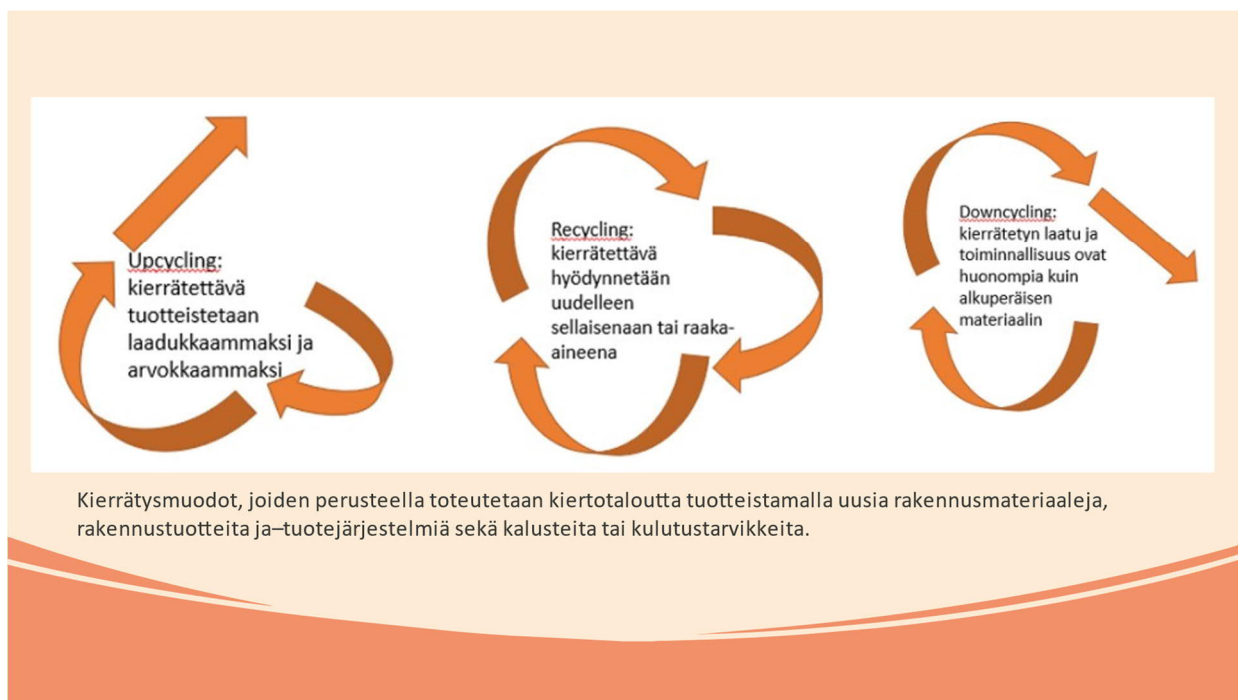 Upcycling:
kierrätettävä
tuotteistetaan
laadukkaammaksi ja
arvokkaammaksi
Recycling:
kierrätettävä
hyödynnetään
uudelleen
sellaisenaan tai raaka-
aineena
Downcycling:
kierrätetyn laatu ja
toiminnallisuus ovat
huonompia kuin
alkuperäisen
materiaalin
Kierrätysmuodot, joiden perusteella toteutetaan kiertotaloutta tuotteistamalla uusia rakennusmateriaaleja,
rakennustuotteita ja–tuotejärjestelmiä sekä kalusteita tai kulutustarvikkeita.